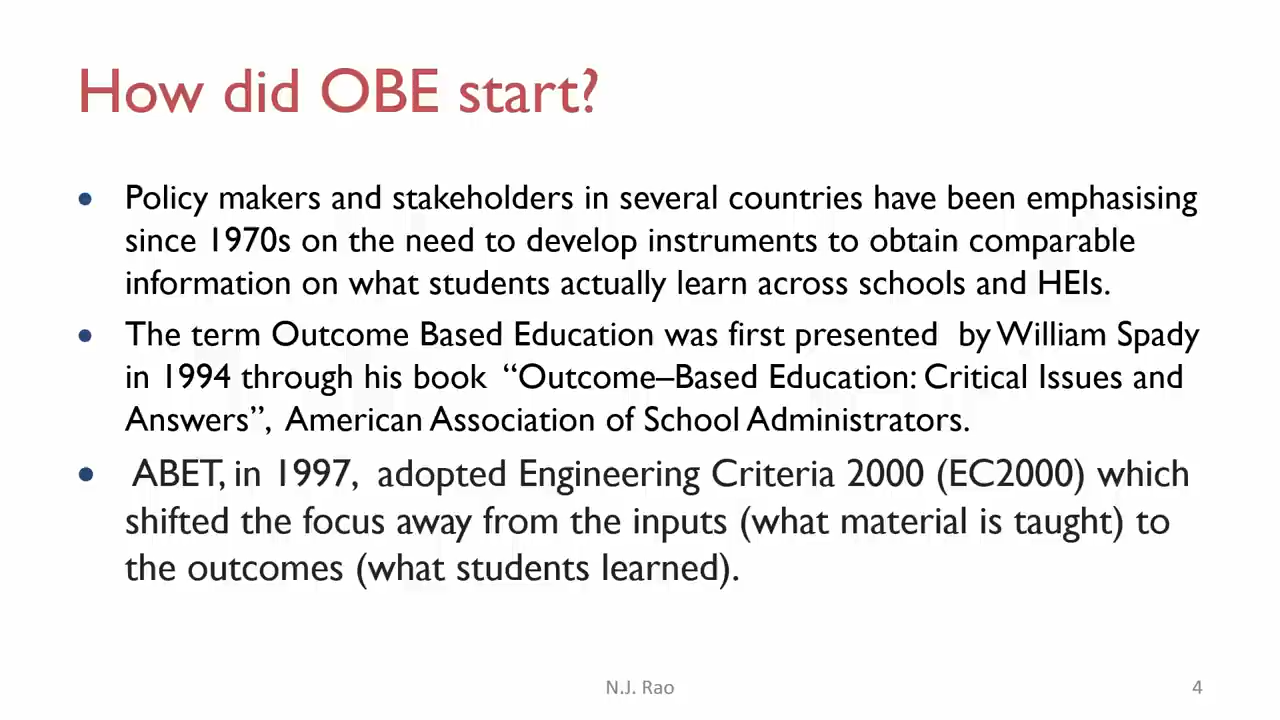 How did OBE start?
• Policy makers and stakeholders in several countries have been emphasising
since 1970s on the need to develop instruments to obtain comparable
information on what students actually learn across schools and HEIs.
• The term Outcome Based Education was first presented by William Spady
in 1994 through his book “Outcome–Based Education: Critical Issues and
Answers”, American Association of School Administrators.
• ABET, in 1997, adopted Engineering Criteria 2000 (EC2000) which
shifted the focus away from the inputs (what material is taught) to
the outcomes (what students learned).
N.J. Rao
4